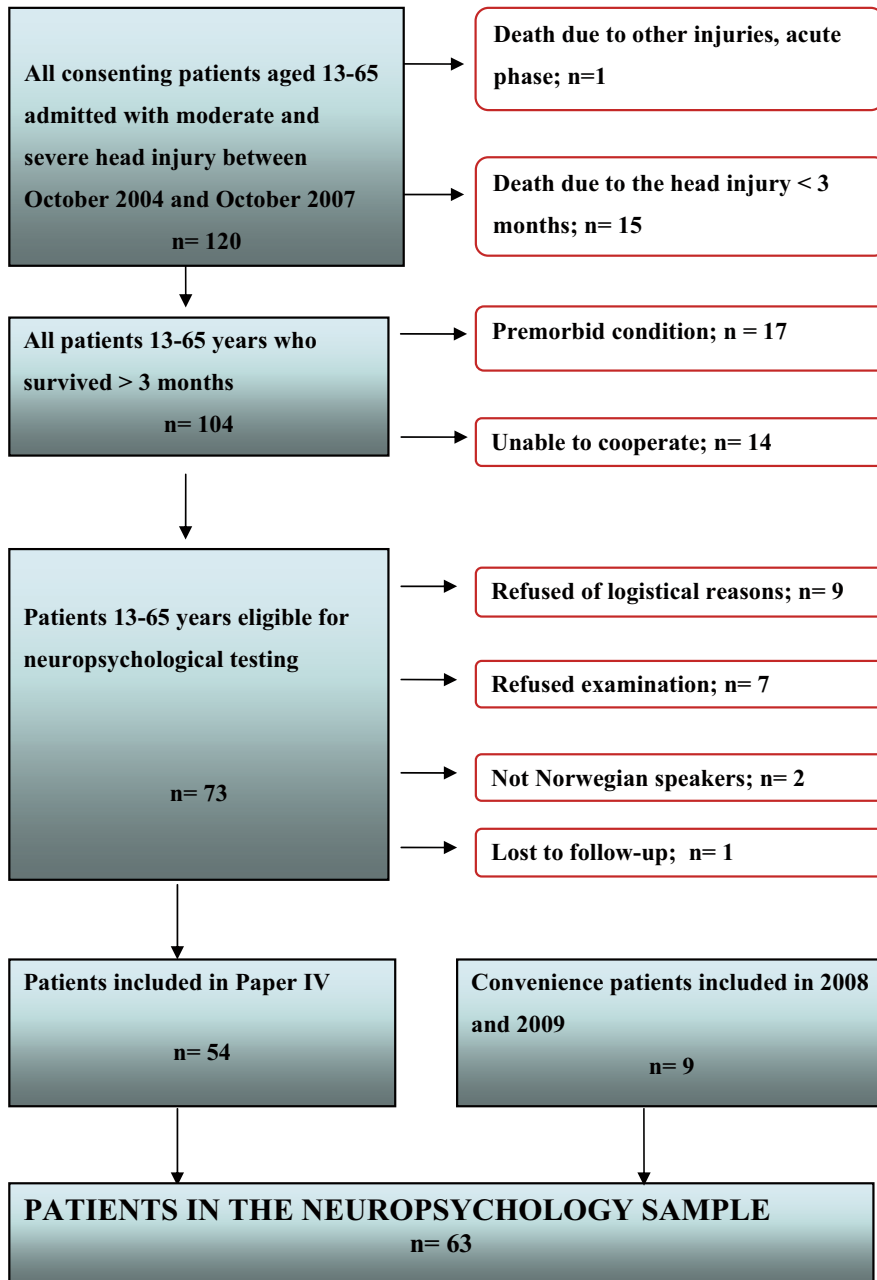 All consenting patients aged 13-65
admitted with moderate and
severe head injury between
October 2004 and October 2007
n= 120
Death due to other injuries, acute
phase; n=1
Death due to the head injury < 3
months; n= 15
All patients 13-65 years who
survived > 3 months
n= 104
Premorbid condition; n = 17
Unable to cooperate; n= 14
Patients 13-65 years eligible for
neuropsychological testing
n= 73
Refused of logistical reasons; n= 9
Refused examination; n= 7
Not Norwegian speakers; n= 2
Lost to follow-up;  n= 1
Patients included in Paper IV
n= 54
Convenience patients included in 2008
and 2009
n= 9
PATIENTS IN THE NEUROPSYCHOLOGY SAMPLE
n= 63